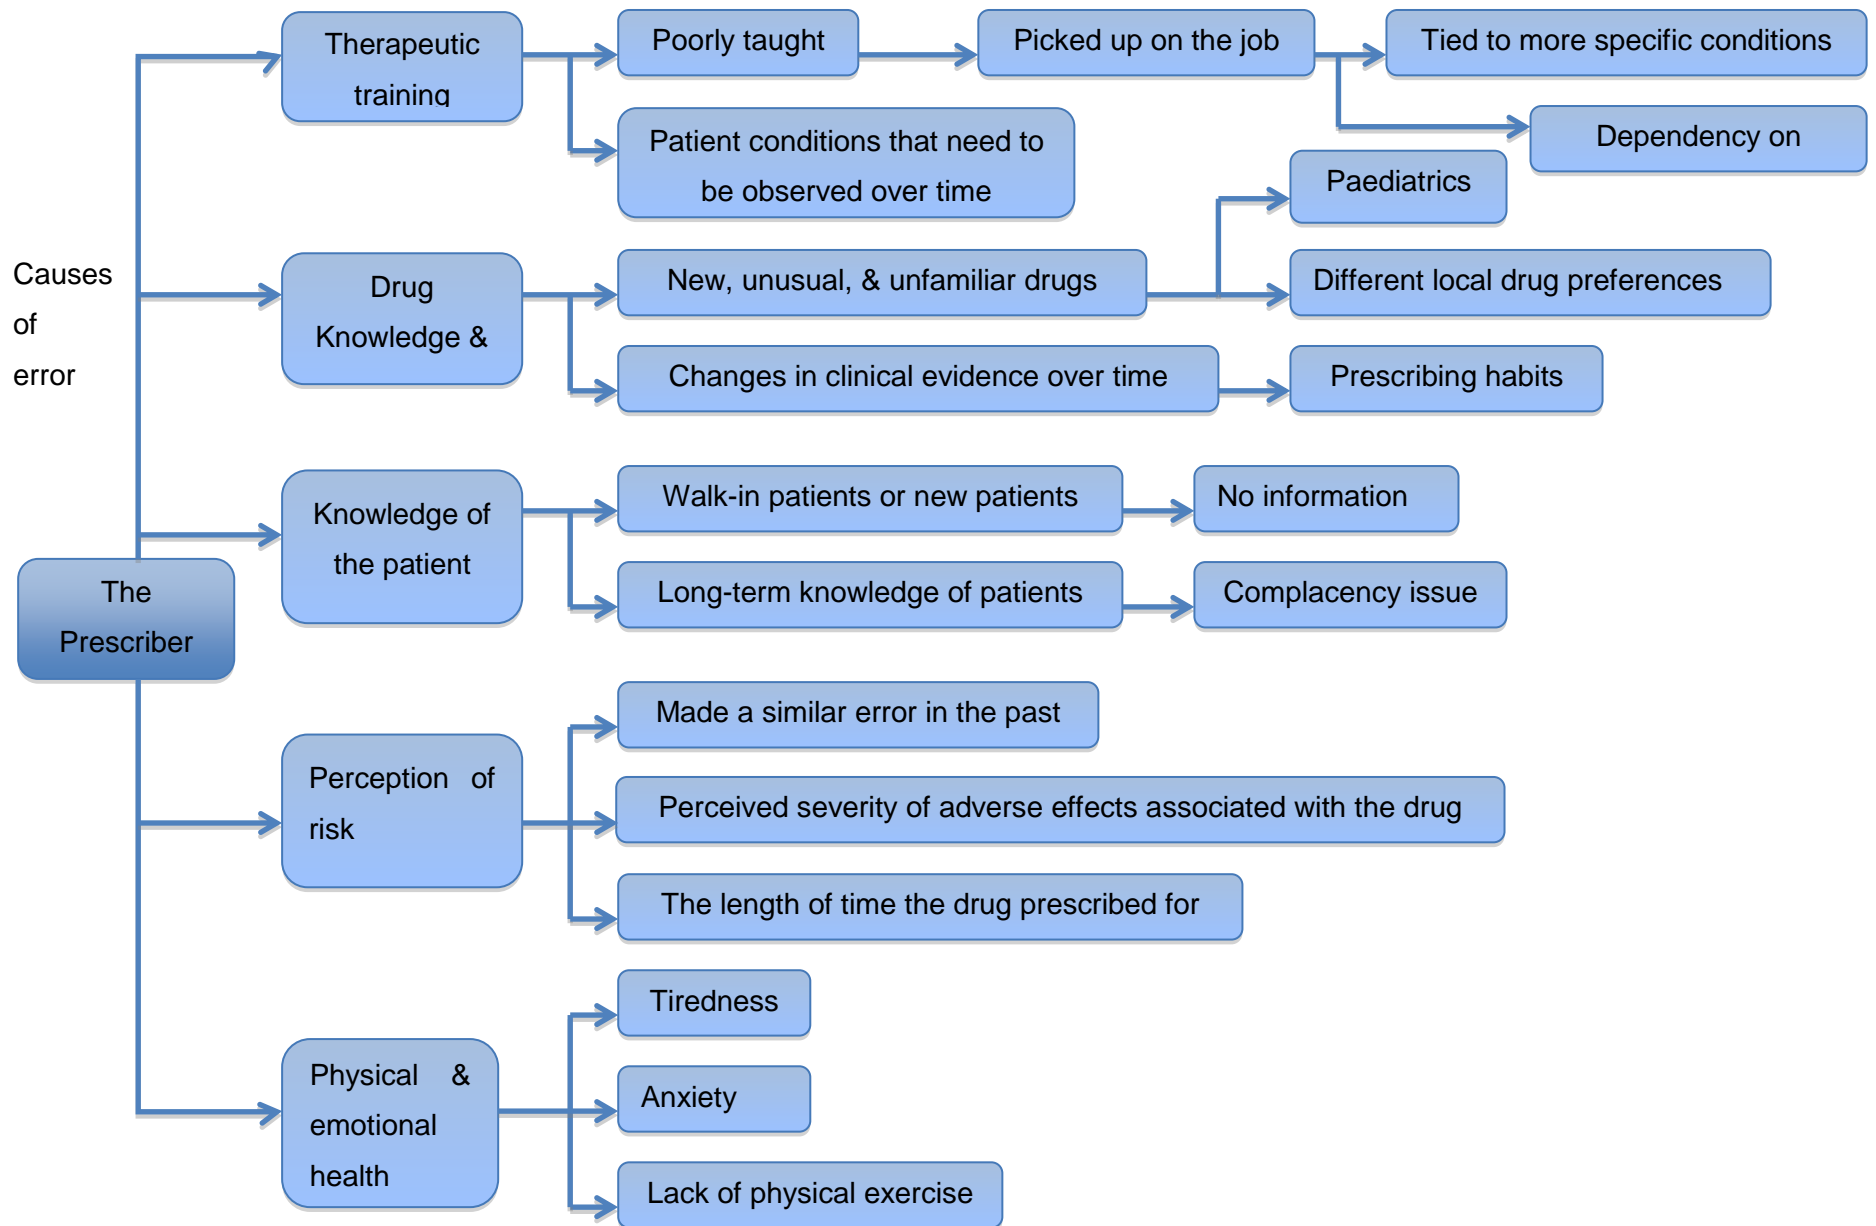 Causes
of
error
The
Prescriber
Therapeutic
training
Poorly taught
Picked up on the job
Tied to more specific conditions
Dependency on
Patient conditions that need to
be observed over time
Drug
Knowledge &
New, unusual, & unfamiliar drugs
Paediatrics
Different local drug preferences
Changes in clinical evidence over time
Prescribing habits
Knowledge of
the patient
Walk-in patients or new patients
No information
Long-term knowledge of patients
Complacency issue
Perception of
risk
Made a similar error in the past
Perceived severity of adverse effects associated with the drug
The length of time the drug prescribed for
Physical &
emotional
health
Tiredness
Anxiety
Lack of physical exercise